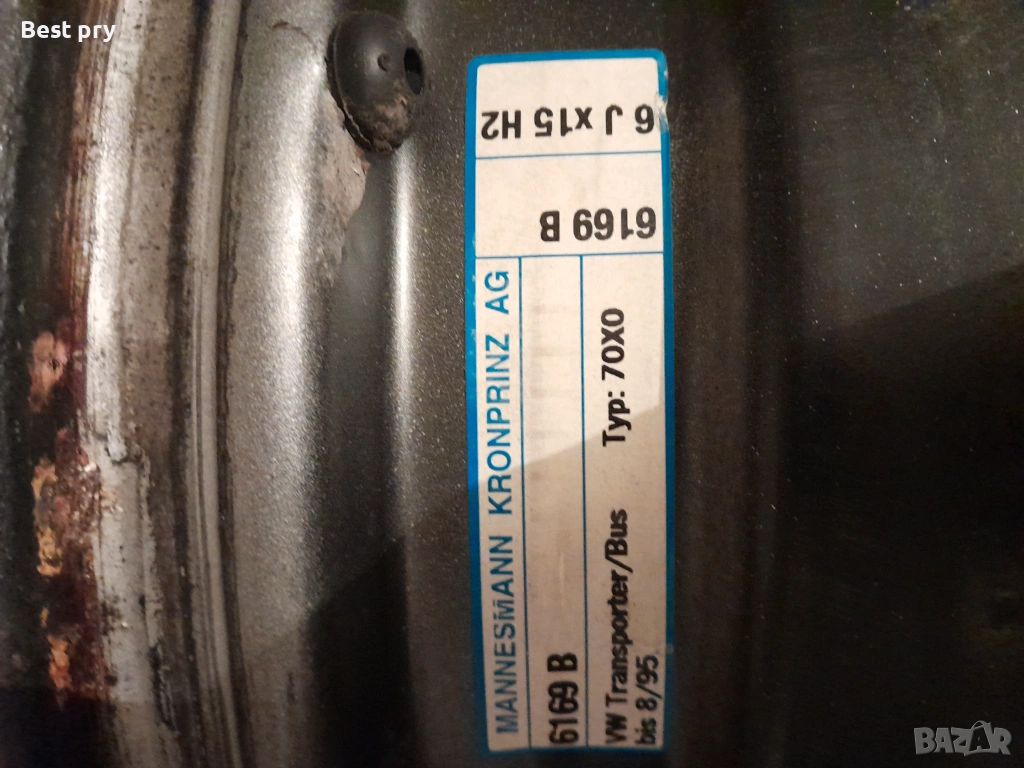 Best pry
6 J x15 H2
6169 B
MANNESMANN KRONPRINZ AG
6169 B
VW Transporter/Bus Typ: 70X0
bis 8/95
BAZAR